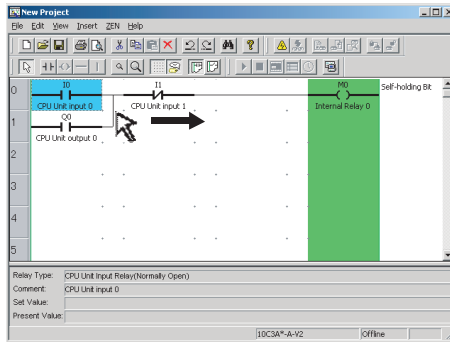 New Project
File Edit View Insert ZEN Help
0 I0 I1 M0 Self-holding Bit
CPU Unit input 0 CPU Unit input 1 Internal Relay 0
1 Q0
CPU Unit output 0
2
3
4
5
Relay Type: CPU Unit Input Relay(Normally Open)
Comment: CPU Unit input 0
Set Value:
Present Value:
10C3A*-A-V2 Offline